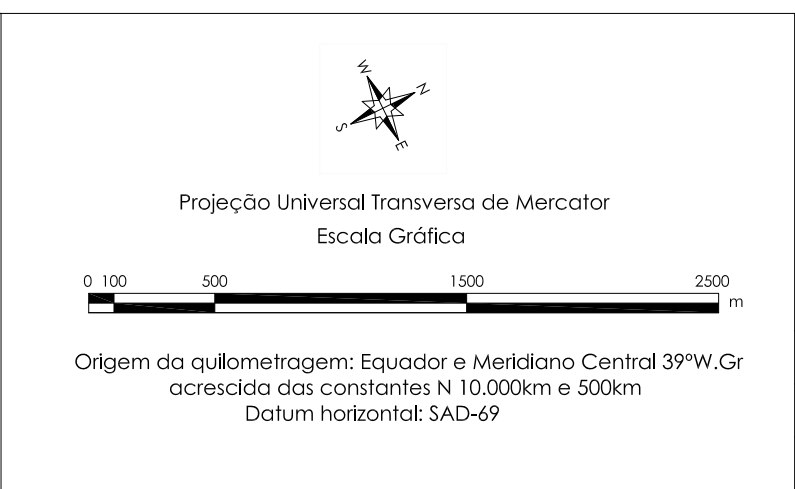 W
N
S
E
Projeção Universal Transversa de Mercator
Escala Gráfica
0 100 500 1500 2500
m
Origem da quilometragem: Equador e Meridiano Central 39ºW.Gr
acrescida das constantes N 10.000km e 500km
Datum horizontal: SAD-69